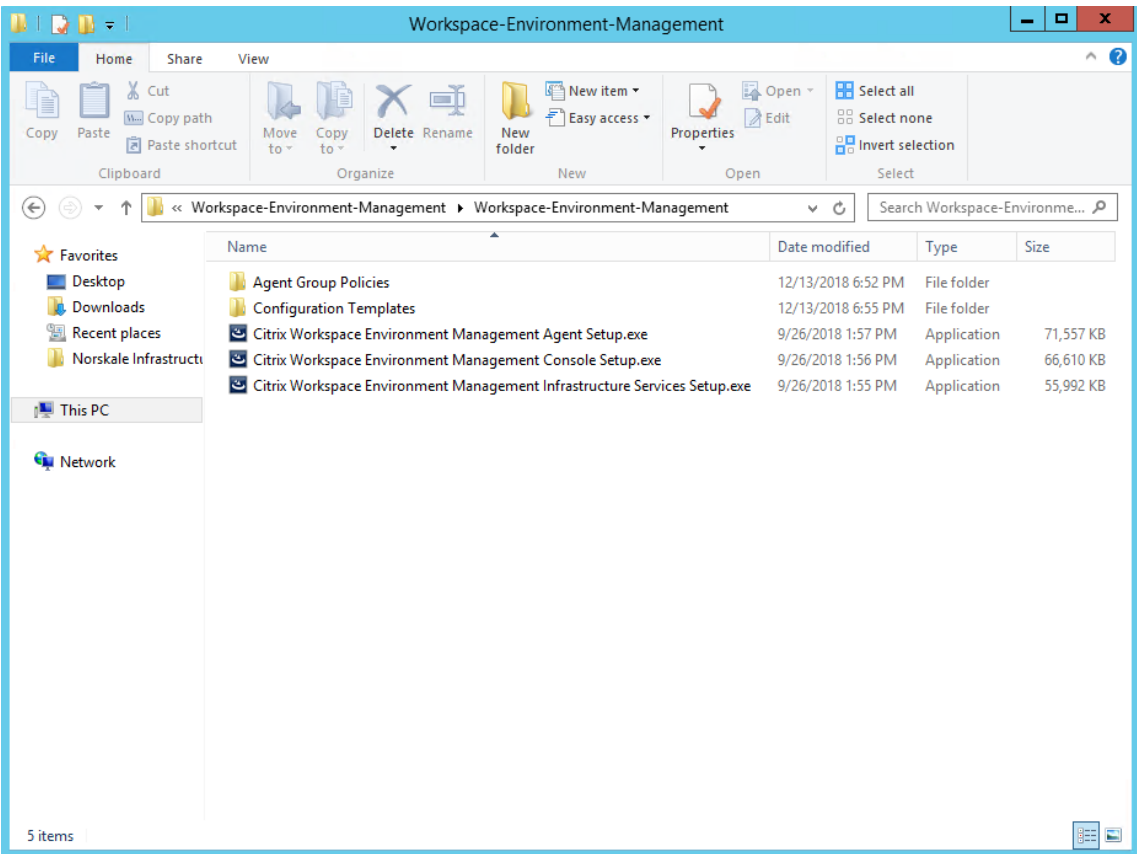 Workspace-Environment-Management
File Home Share View
Copy
Paste
Cut
Copy path
Paste shortcut
Clipboard
Move to
Copy to
Delete
Rename
Organize
New folder
New item
Easy access
New
Properties
Open
Edit
Open
Select all
Select none
Invert selection
Select
« Workspace-Environment-Management Workspace-Environment-Management
Search Workspace-Environme...
Favorites
Desktop
Downloads
Recent places
Norskale Infrastructu
This PC
Network
Name Date modified Type Size
Agent Group Policies 12/13/2018 6:52 PM File folder
Configuration Templates 12/13/2018 6:55 PM File folder
Citrix Workspace Environment Management Agent Setup.exe 9/26/2018 1:57 PM Application 71,557 KB
Citrix Workspace Environment Management Console Setup.exe 9/26/2018 1:56 PM Application 66,610 KB
Citrix Workspace Environment Management Infrastructure Services Setup.exe 9/26/2018 1:55 PM Application 55,992 KB
5 items